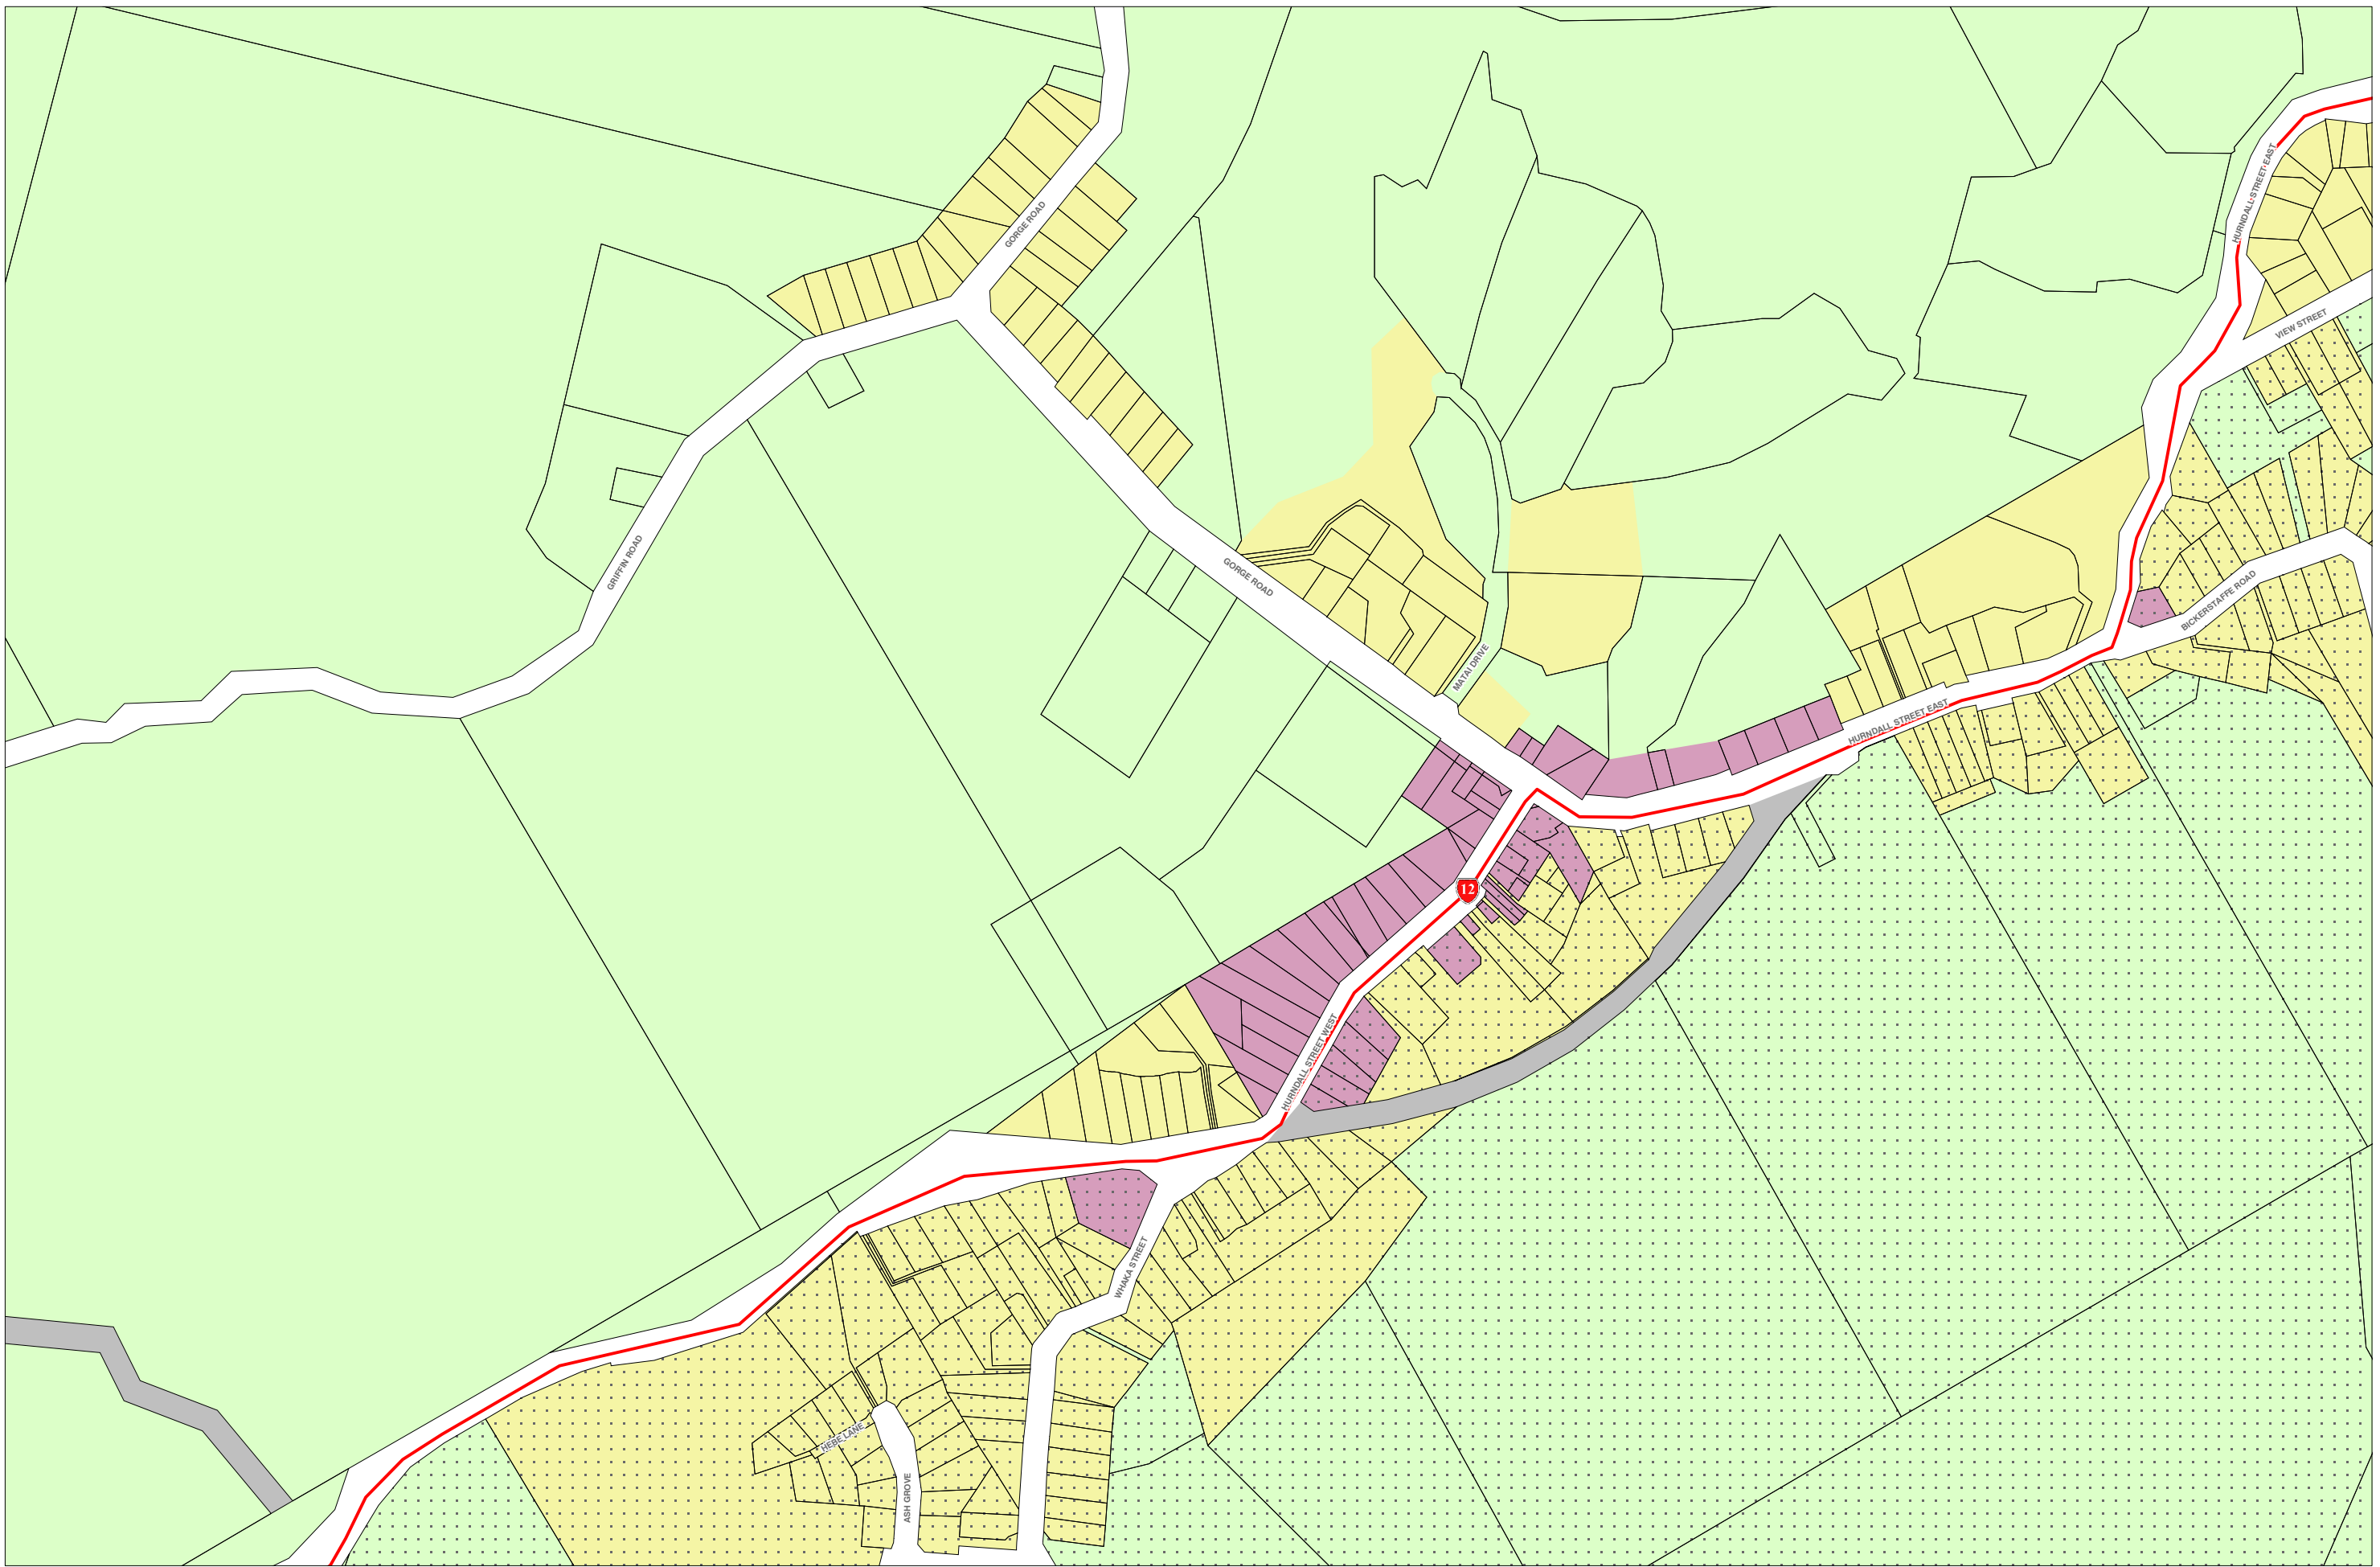 HURNDALL STREET EAST
GORGE ROAD
VIEW STREET
GRIFFIN ROAD
GORGE ROAD
BICKERSTAFFE ROAD
MATAI DRIVE
HURNDALL STREET EAST
12
HURNDALL STREET WEST
WHAKA STREET
HEBE LANE
ASH GROVE